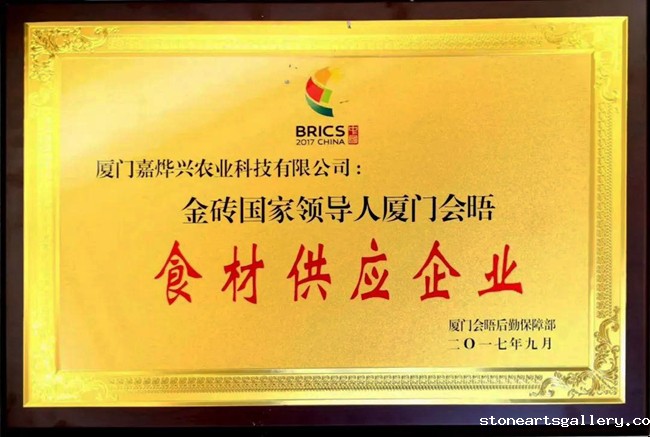 BRICS
2017 CHINA
中国
厦门嘉烨兴农业科技有限公司：
金砖国家领导人厦门会晤
食材供应企业
厦门会晤后勤保障部
二〇一七年九月
stoneartsgallery.co